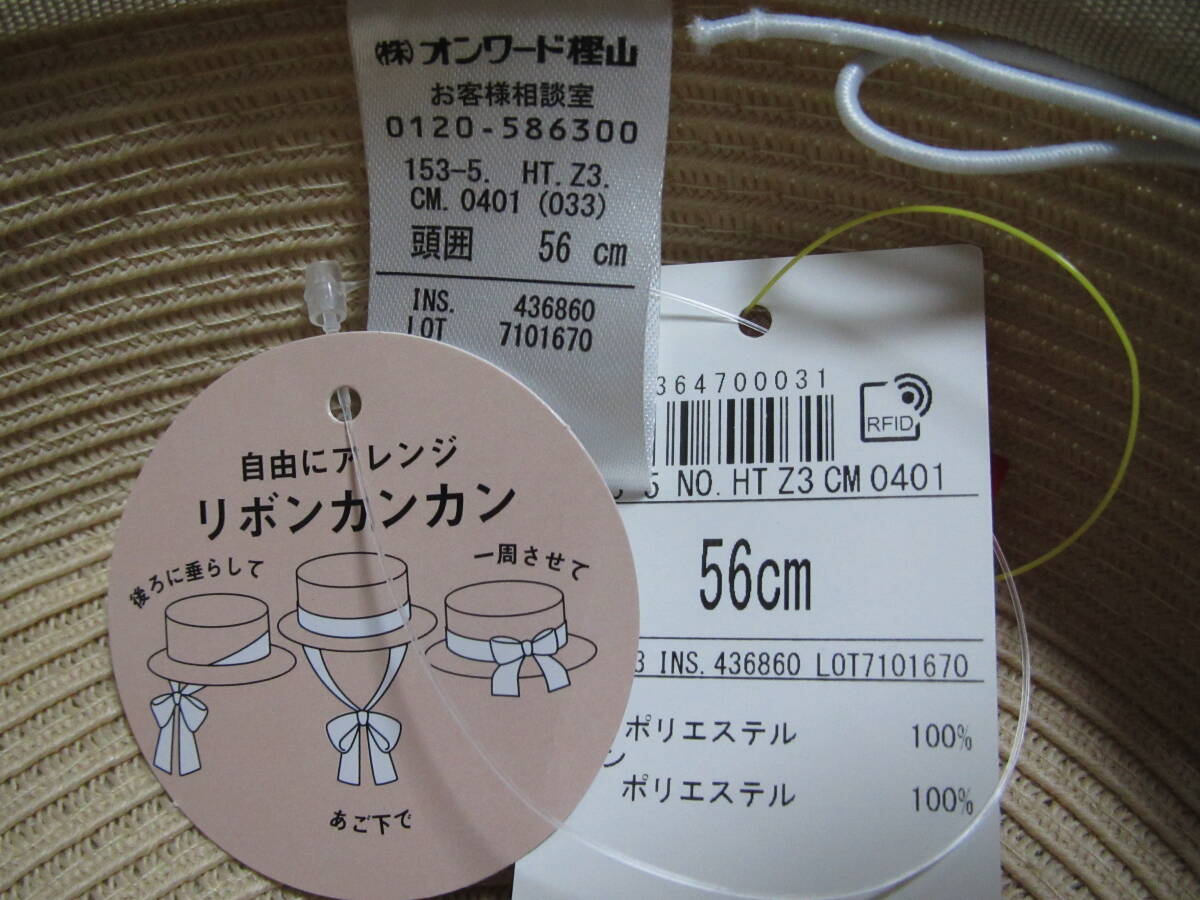 ㈱オンワード樫山
お客様相談室
0120-586300
153-5. HT. Z3.
CM. 0401 (033)
頭囲 56 cm
INS. 436860
LOT 7101670
自由にアレンジ
リボンカンカン
後ろに垂らして
一周させて
あご下で
364700031
RFID
5 NO. HT Z3 CM 0401
56cm
3 INS. 436860 LOT7101670
ポリエステル 100%
ン
ポリエステル 100%